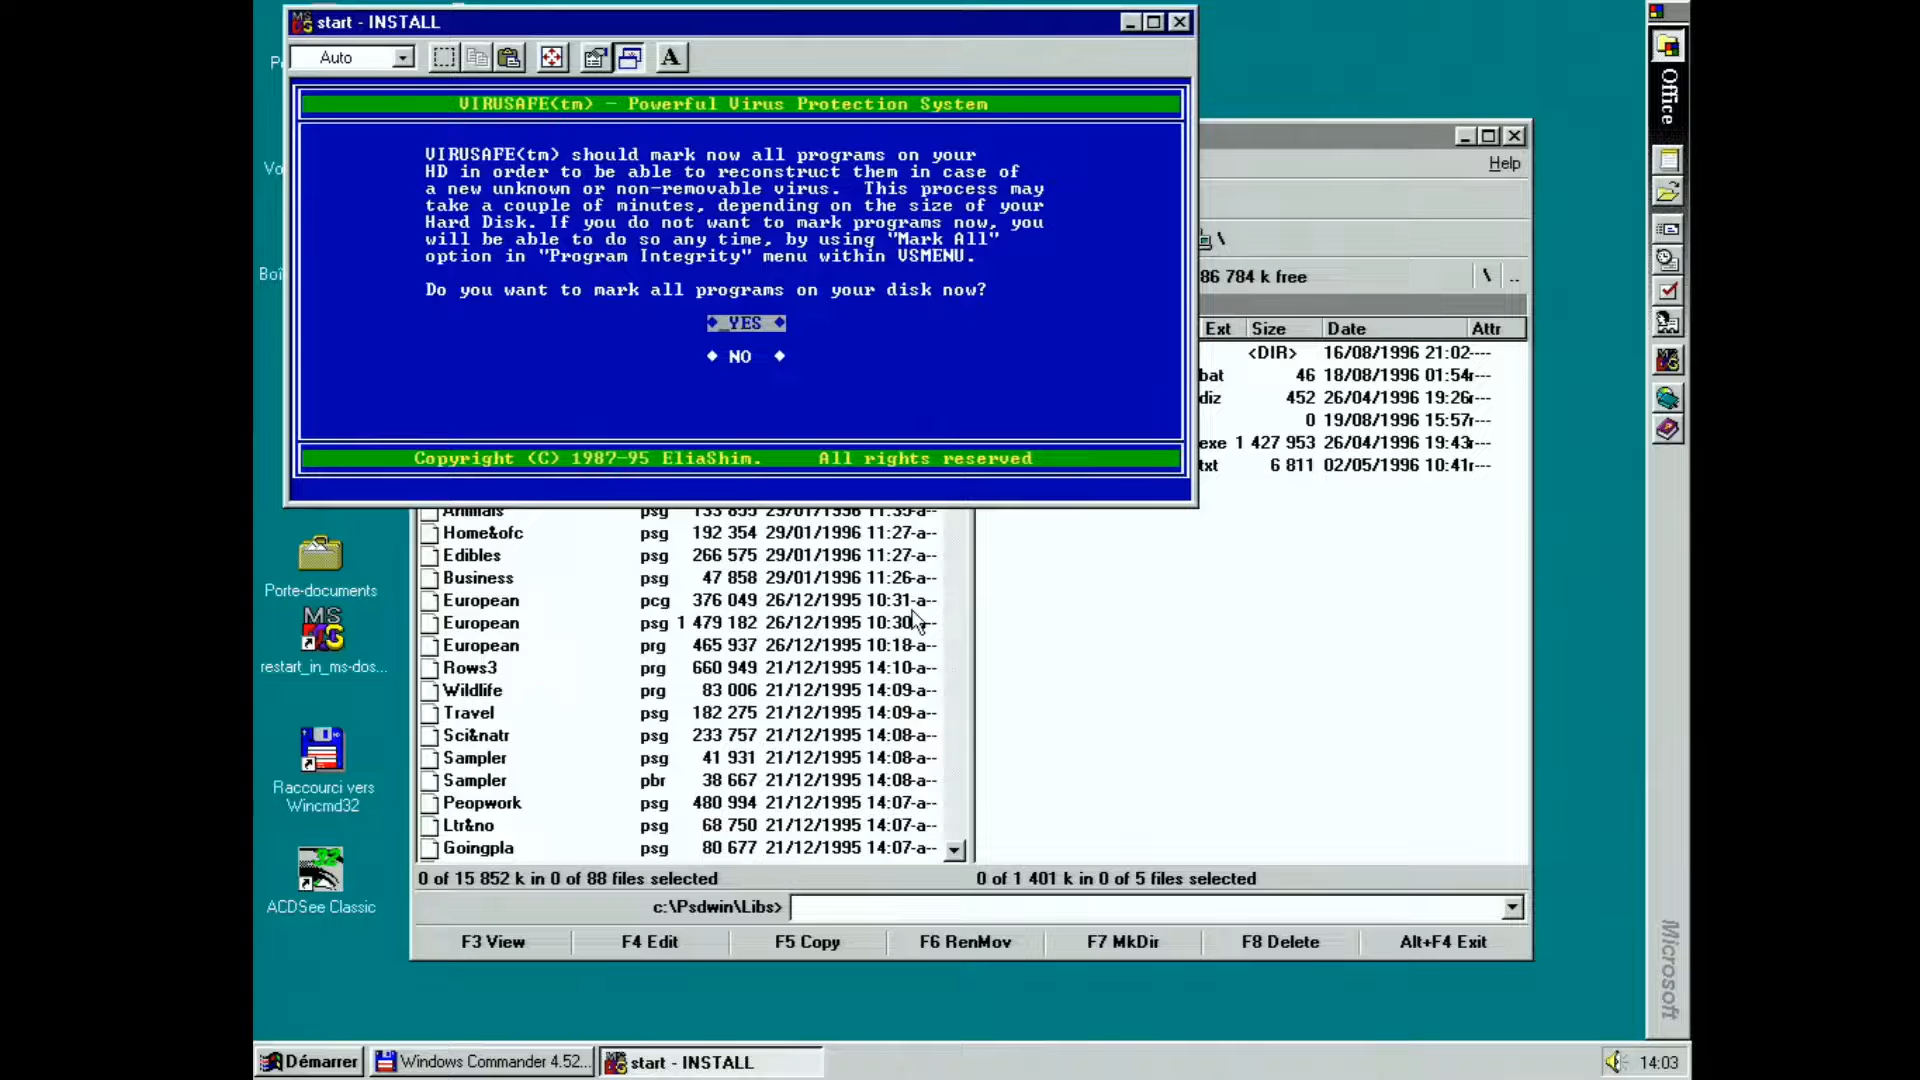 start - INSTALL
Auto
A
VIRUSAFE(tm) - Powerful Virus Protection System
VIRUSAFE(tm) should mark now all programs on your
HD in order to be able to reconstruct them in case of
a new unknown or non-removable virus.  This process may
take a couple of minutes, depending on the size of your
Hard Disk. If you do not want to mark programs now, you
will be able to do so any time, by using "Mark All"
option in "Program Integrity" menu within VSMENU.
Do you want to mark all programs on your disk now?
YES
NO
Copyright (C) 1987-95 EliaShim.     All rights reserved
Help
\
86 784 k free \ ..
Ext Size Date Attr
<DIR> 16/08/1996 21:02----
bat 46 18/08/1996 01:54r---
diz 452 26/04/1996 19:26r---
0 19/08/1996 15:57r---
exe 1 427 953 26/04/1996 19:43r---
txt 6 811 02/05/1996 10:41r---
Animals psg 133 855 29/01/1996 11:35-a--
Home&ofc psg 192 354 29/01/1996 11:27-a--
Edibles psg 266 575 29/01/1996 11:27-a--
Business psg 47 858 29/01/1996 11:26-a--
European pcg 376 049 26/12/1995 10:31-a--
European psg 1 479 182 26/12/1995 10:30
European prg 465 937 26/12/1995 10:18-a--
Rows3 prg 660 949 21/12/1995 14:10-a--
Wildlife prg 83 006 21/12/1995 14:09-a--
Travel psg 182 275 21/12/1995 14:09-a--
Sci&natr psg 233 757 21/12/1995 14:08-a--
Sampler psg 41 931 21/12/1995 14:08-a--
Sampler pbr 38 667 21/12/1995 14:08-a--
Peopwork psg 480 994 21/12/1995 14:07-a--
Ltr&no psg 68 750 21/12/1995 14:07-a--
Goingpla psg 80 677 21/12/1995 14:07-a--
0 of 15 852 k in 0 of 88 files selected
0 of 1 401 k in 0 of 5 files selected
c:\Psdwin\Libs>
F3 View F4 Edit F5 Copy F6 RenMov F7 MkDir F8 Delete Alt+F4 Exit
Boî
Porte-documents
MS
restart_in_ms-dos...
Raccourci vers
Wincmd32
32
ACDSee Classic
Office
Microsoft
Démarrer
Windows Commander 4.52...
start - INSTALL
14:03